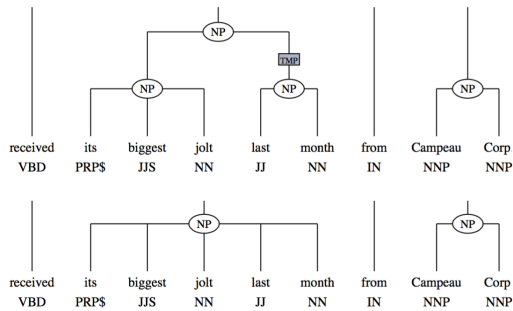 NP
TMP
NP NP NP
received its biggest jolt last month from Campeau Corp.
VBD PRP$ JJS NN JJ NN IN NNP NNP
NP NP
received its biggest jolt last month from Campeau Corp.
VBD PRP$ JJS NN JJ NN IN NNP NNP